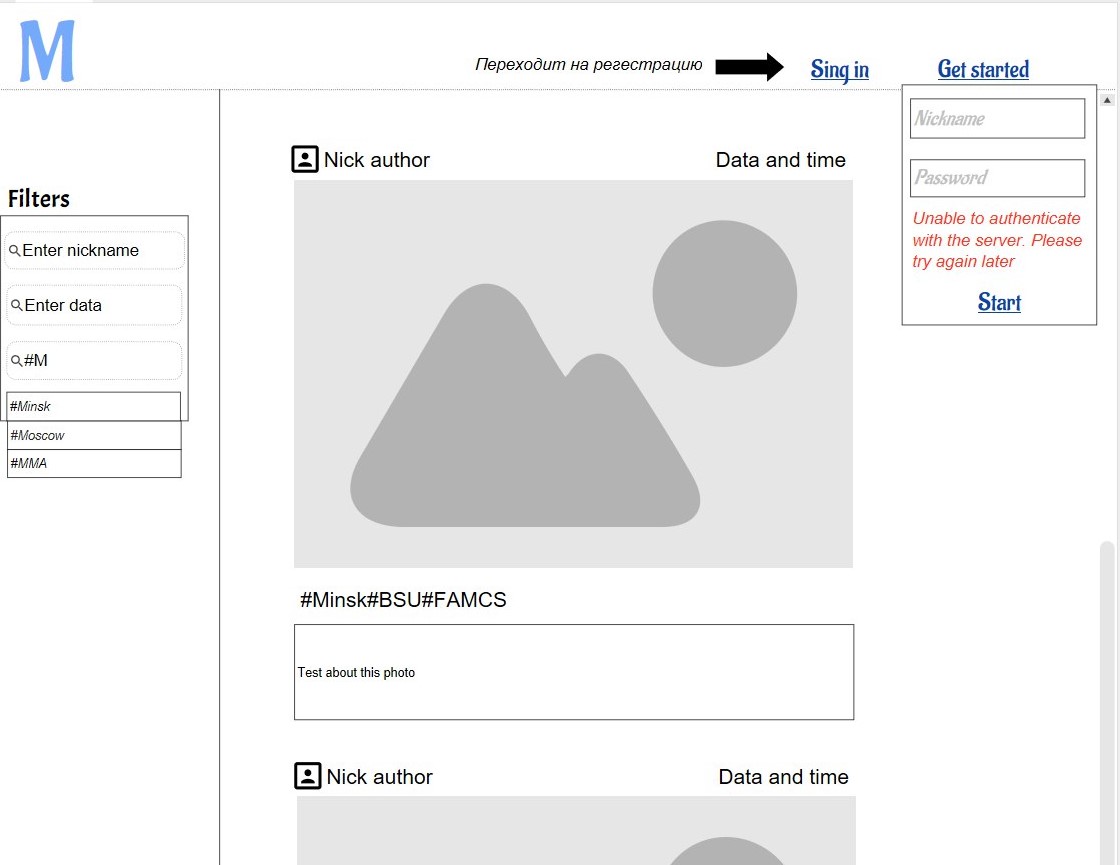 M
Переходит на регестрацию
Sing in
Get started
Nickname
Password
Unable to authenticate
with the server. Please
try again later
Start
Filters
Enter nickname
Enter data
#M
#Minsk
#Moscow
#MMA
Nick author
Data and time
#Minsk#BSU#FAMCS
Test about this photo
Nick author
Data and time